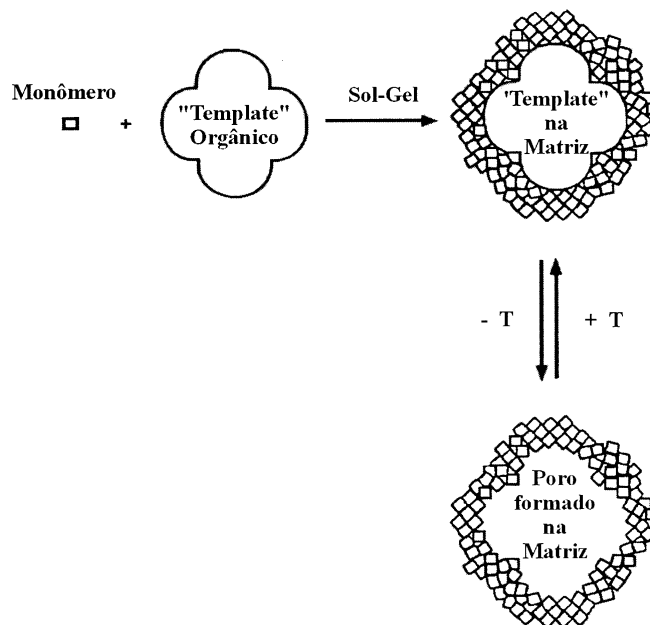 Monômero
+
"Template"
Orgânico
Sol-Gel
"Template"
na
Matriz
- T
+ T
Poro
formado
na
Matriz